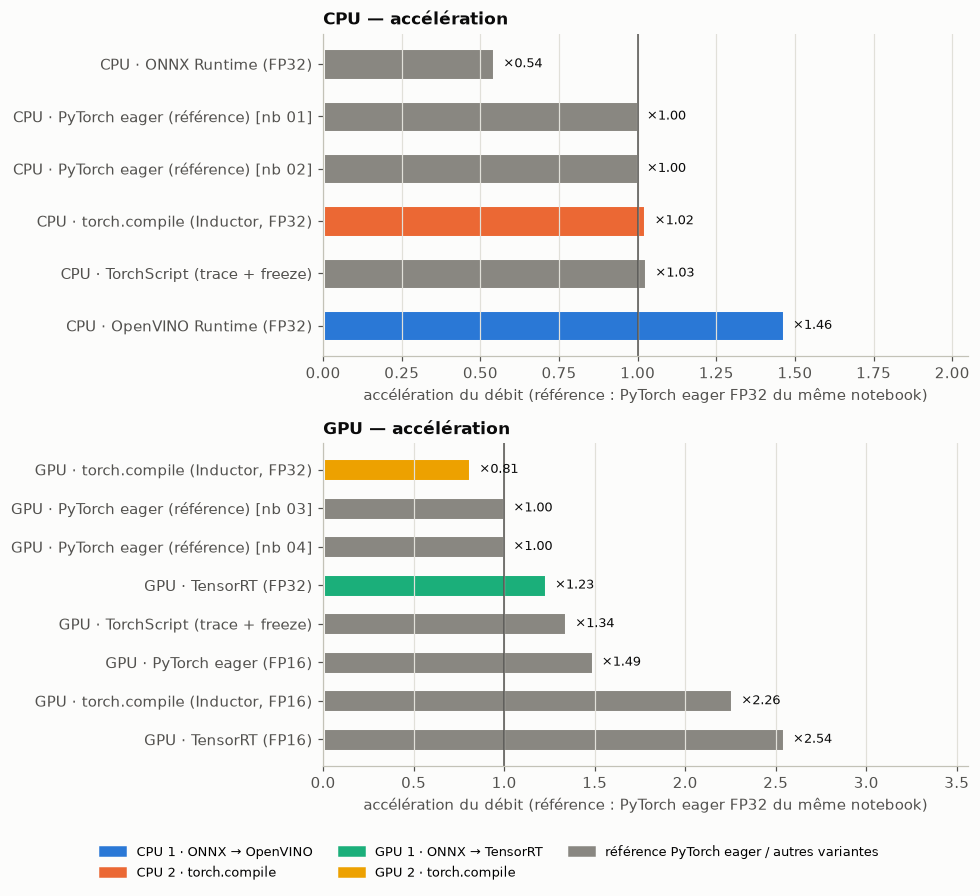 CPU — accélération
CPU · ONNX Runtime (FP32) ×0.54
CPU · PyTorch eager (référence) [nb 01] ×1.00
CPU · PyTorch eager (référence) [nb 02] ×1.00
CPU · torch.compile (Inductor, FP32) ×1.02
CPU · TorchScript (trace + freeze) ×1.03
CPU · OpenVINO Runtime (FP32) ×1.46
0.00 0.25 0.50 0.75 1.00 1.25 1.50 1.75 2.00
accélération du débit (référence : PyTorch eager FP32 du même notebook)
GPU — accélération
GPU · torch.compile (Inductor, FP32) ×0.81
GPU · PyTorch eager (référence) [nb 03] ×1.00
GPU · PyTorch eager (référence) [nb 04] ×1.00
GPU · TensorRT (FP32) ×1.23
GPU · TorchScript (trace + freeze) ×1.34
GPU · PyTorch eager (FP16) ×1.49
GPU · torch.compile (Inductor, FP16) ×2.26
GPU · TensorRT (FP16) ×2.54
0.0 0.5 1.0 1.5 2.0 2.5 3.0 3.5
accélération du débit (référence : PyTorch eager FP32 du même notebook)
CPU 1 · ONNX → OpenVINO GPU 1 · ONNX → TensorRT référence PyTorch eager / autres variantes
CPU 2 · torch.compile GPU 2 · torch.compile